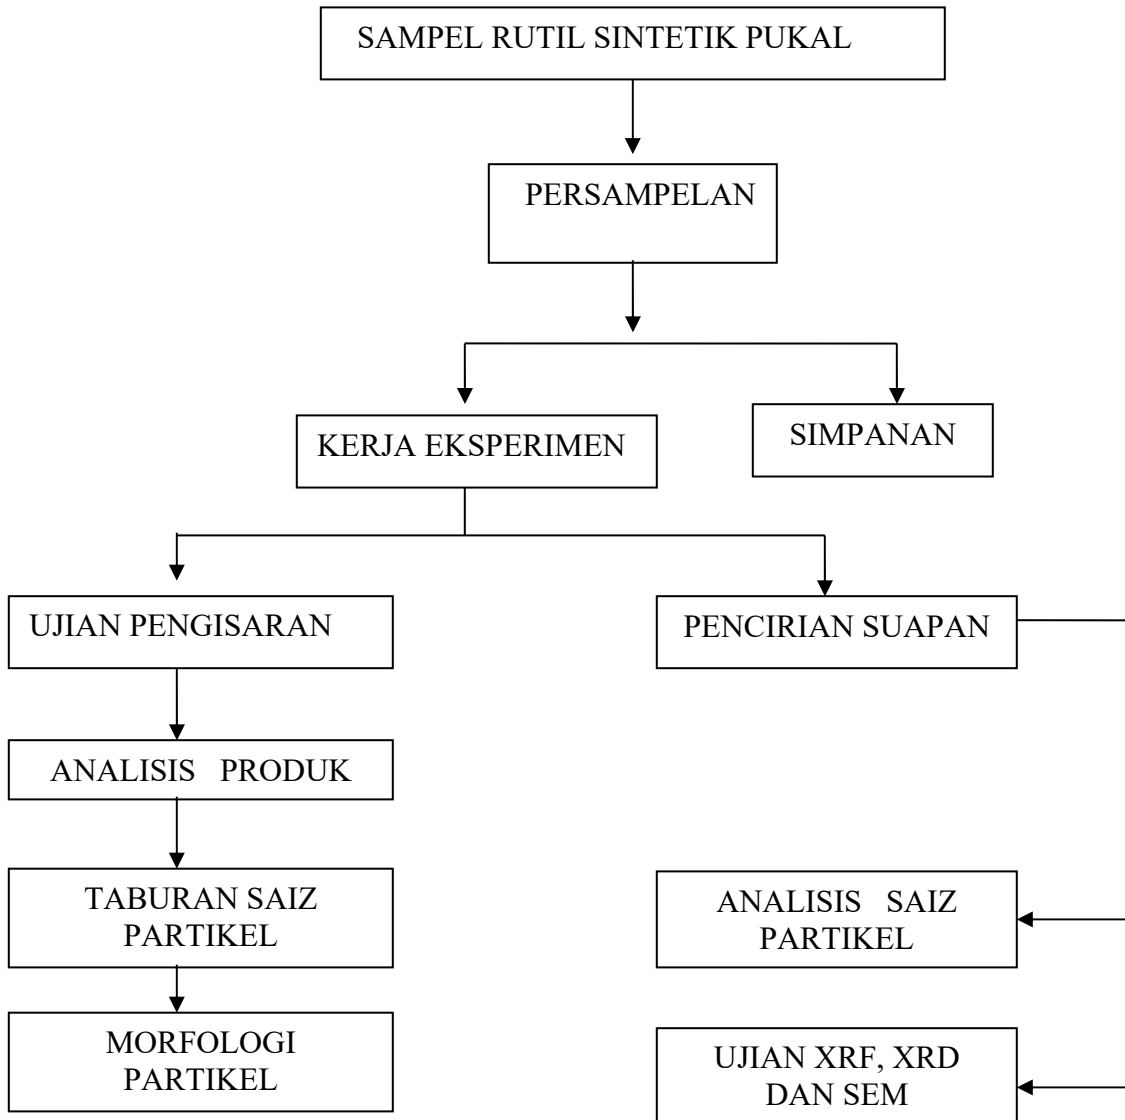 SAMPEL RUTIL SINTETIK PUKAL
PERSAMPELAN
KERJA EKSPERIMEN
SIMPANAN
UJIAN PENGISARAN
PENCIRIAN SUAPAN
ANALISIS PRODUK
TABURAN SAIZ
PARTIKEL
ANALISIS SAIZ
PARTIKEL
MORFOLOGI
PARTIKEL
UJIAN XRF, XRD
DAN SEM